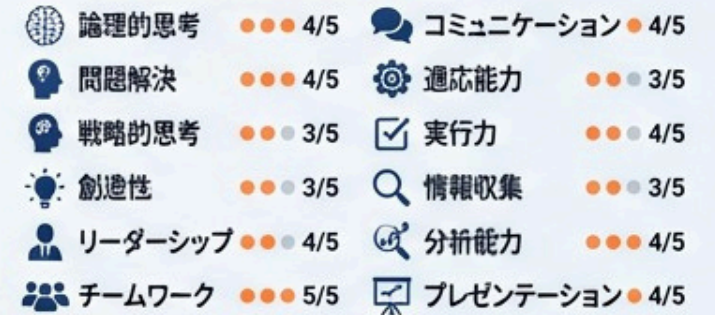 論理的思考 4/5
問題解決 4/5
戦略的思考 3/5
創造性 3/5
リーダーシップ 4/5
チームワーク 5/5
コミュニケーション 4/5
適応能力 3/5
実行力 4/5
情報収集 3/5
分析能力 4/5
プレゼンテーション 4/5